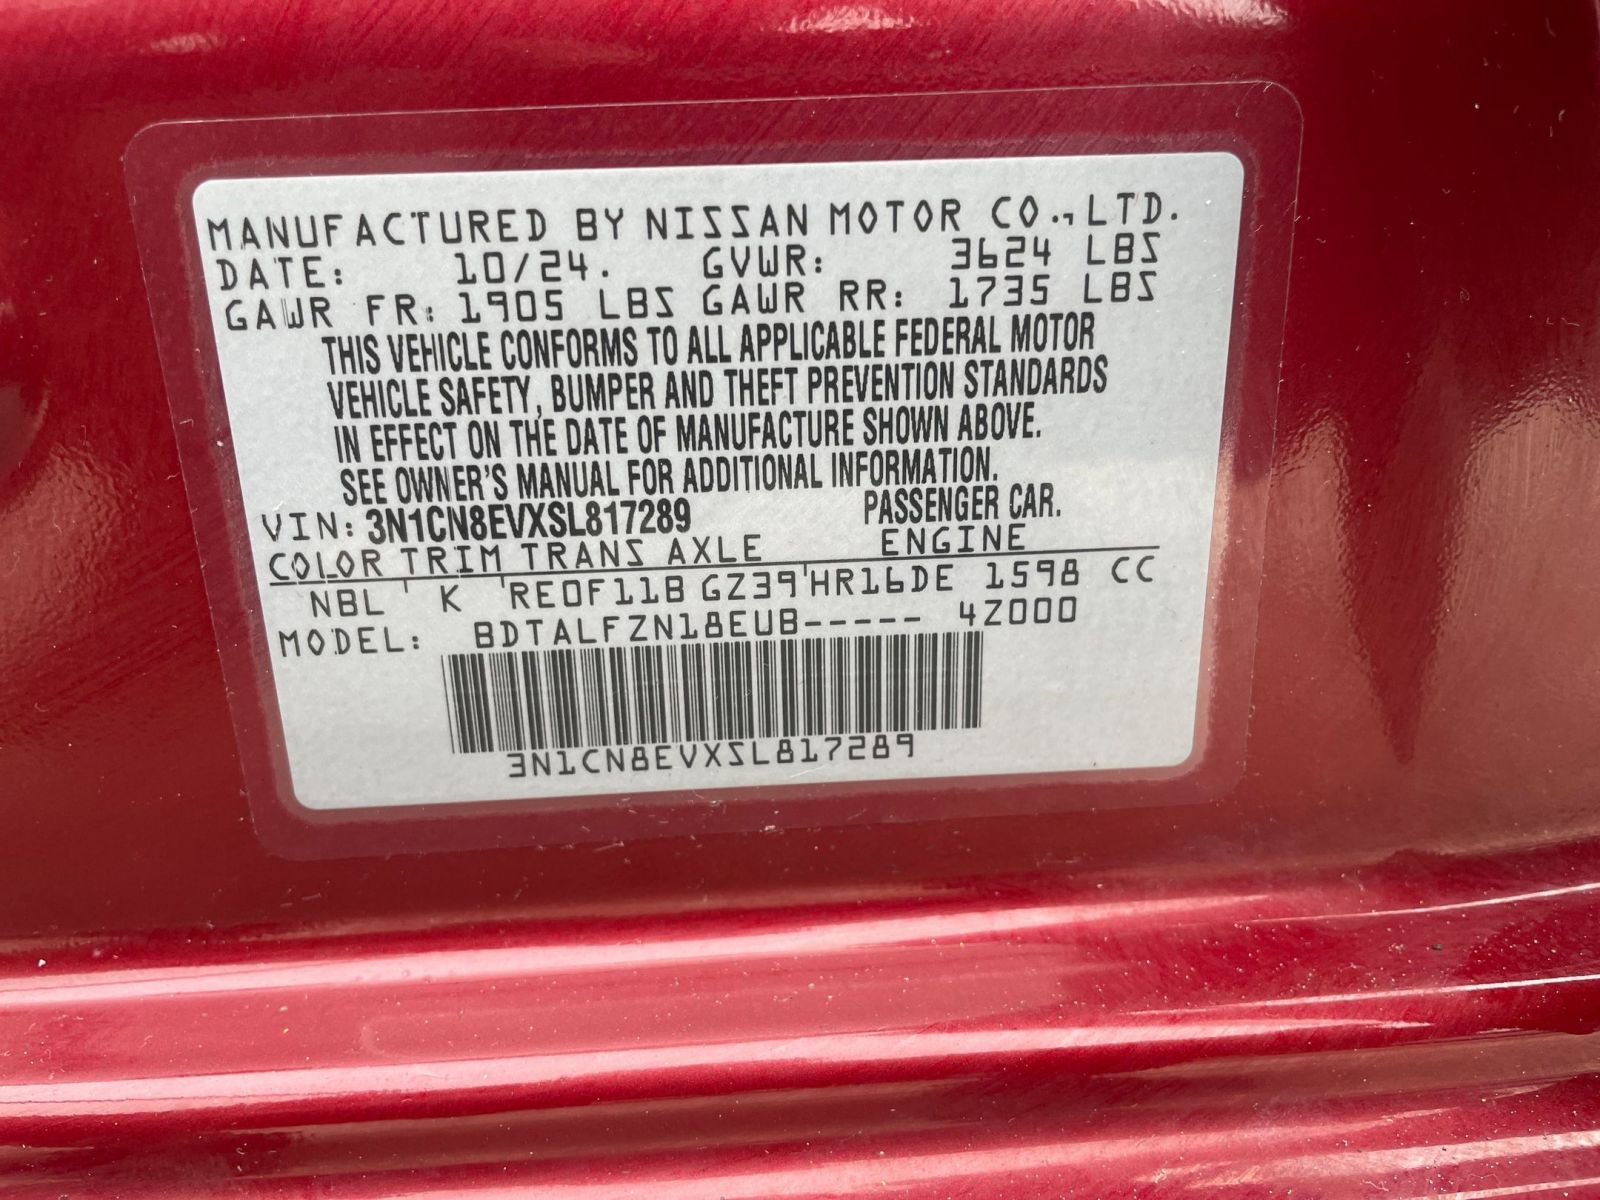 MANUFACTURED BY NISSAN MOTOR CO.,LTD.
DATE: 10/24. GVWR: 3624 LBS
GAWR FR: 1905 LBS GAWR RR: 1735 LBS
THIS VEHICLE CONFORMS TO ALL APPLICABLE FEDERAL MOTOR
VEHICLE SAFETY, BUMPER AND THEFT PREVENTION STANDARDS
IN EFFECT ON THE DATE OF MANUFACTURE SHOWN ABOVE.
SEE OWNER'S MANUAL FOR ADDITIONAL INFORMATION.
VIN: 3N1CN8EVXSL817289 PASSENGER CAR.
COLOR TRIM TRANS AXLE ENGINE
NBL K RE0F11B GZ39 HR16DE 1598 CC
MODEL: BDTALFZN18EUB----- 4Z000
3N1CN8EVXSL817289